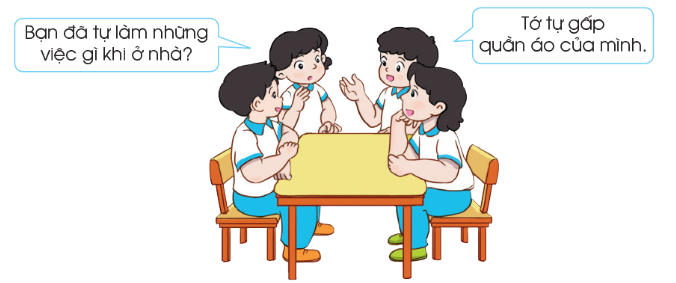 Bạn đã tự làm những
việc gì khi ở nhà?
Tớ tự gấp
quần áo của mình.